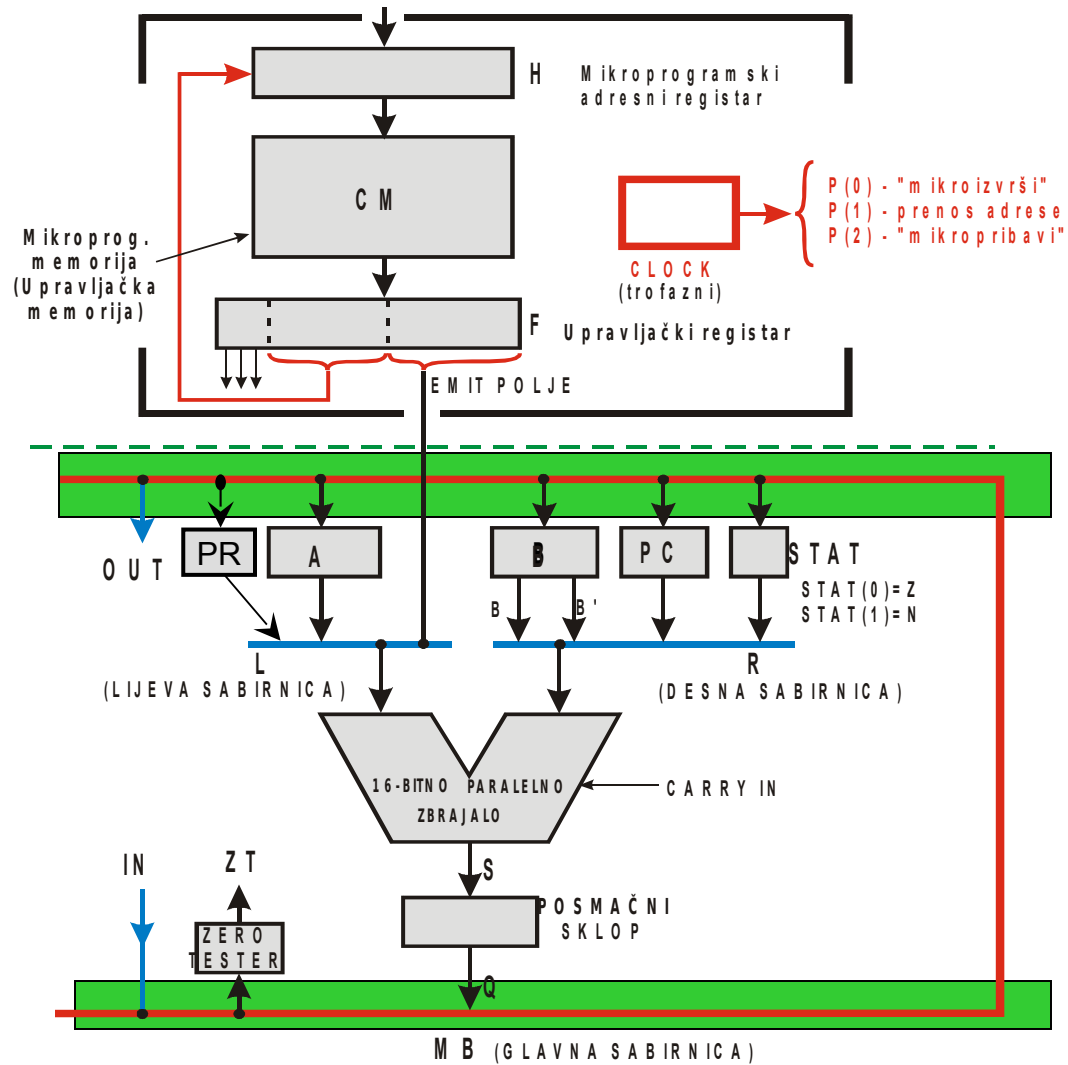 H
Mikroprogramski
adresni registar
CM
Mikroprog.
memorija
(Upravljačka
memorija)
P(0) - "mikroizvrši"
P(1) - prenos adrese
P(2) - "mikropribavi"
CLOCK
(trofazni)
F
Upravljački registar
EMIT POLJE
OUT
PR
A
B
PC
STAT
STAT(0)=Z
STAT(1)=N
B
B'
L
(LIJEVA SABIRNICA)
R
(DESNA SABIRNICA)
16-BITNO PARALELNO
ZBRAJALO
CARRY IN
S
IN
ZT
ZERO
TESTER
POSMAČNI
SKLOP
Q
MB (GLAVNA SABIRNICA)